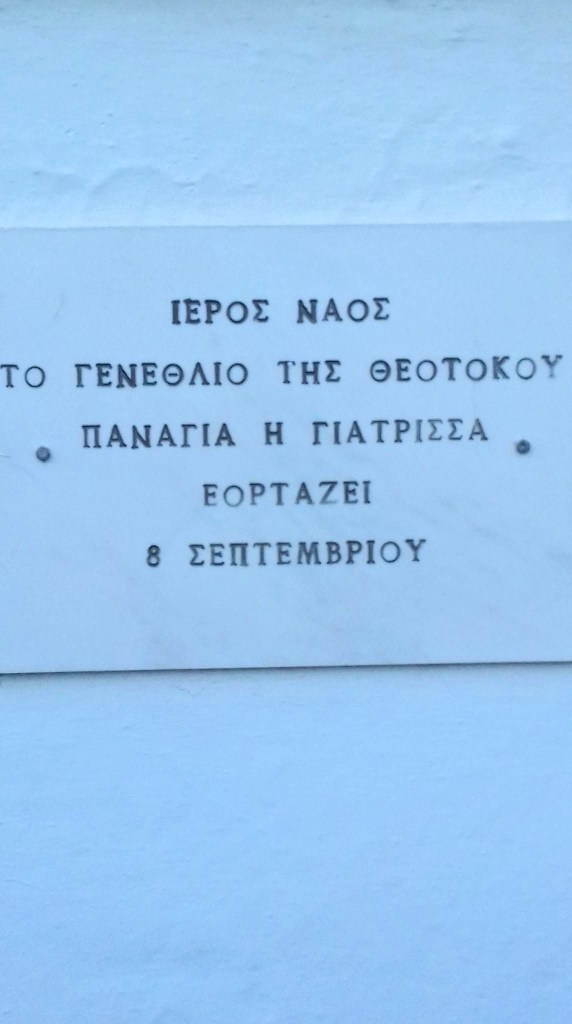 ΙΕΡΟΣ ΝΑΟΣ
ΤΟ ΓΕΝΕΘΛΙΟ ΤΗΣ ΘΕΟΤΟΚΟΥ
ΠΑΝΑΓΙΑ Η ΓΙΑΤΡΙΣΣΑ
ΕΟΡΤΑΖΕΙ
8 ΣΕΠΤΕΜΒΡΙΟΥ